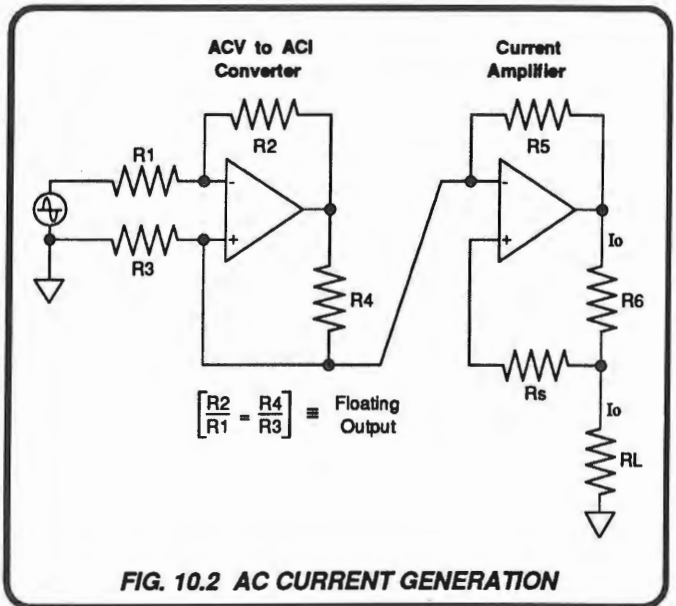 ACV to ACI
Converter
Current
Amplifier
R2
R5
R1
-
+
R3
R4
-
+
Io
R6
Rs
Io
RL
[R2/R1 = R4/R3] ≡ Floating
Output
FIG. 10.2 AC CURRENT GENERATION